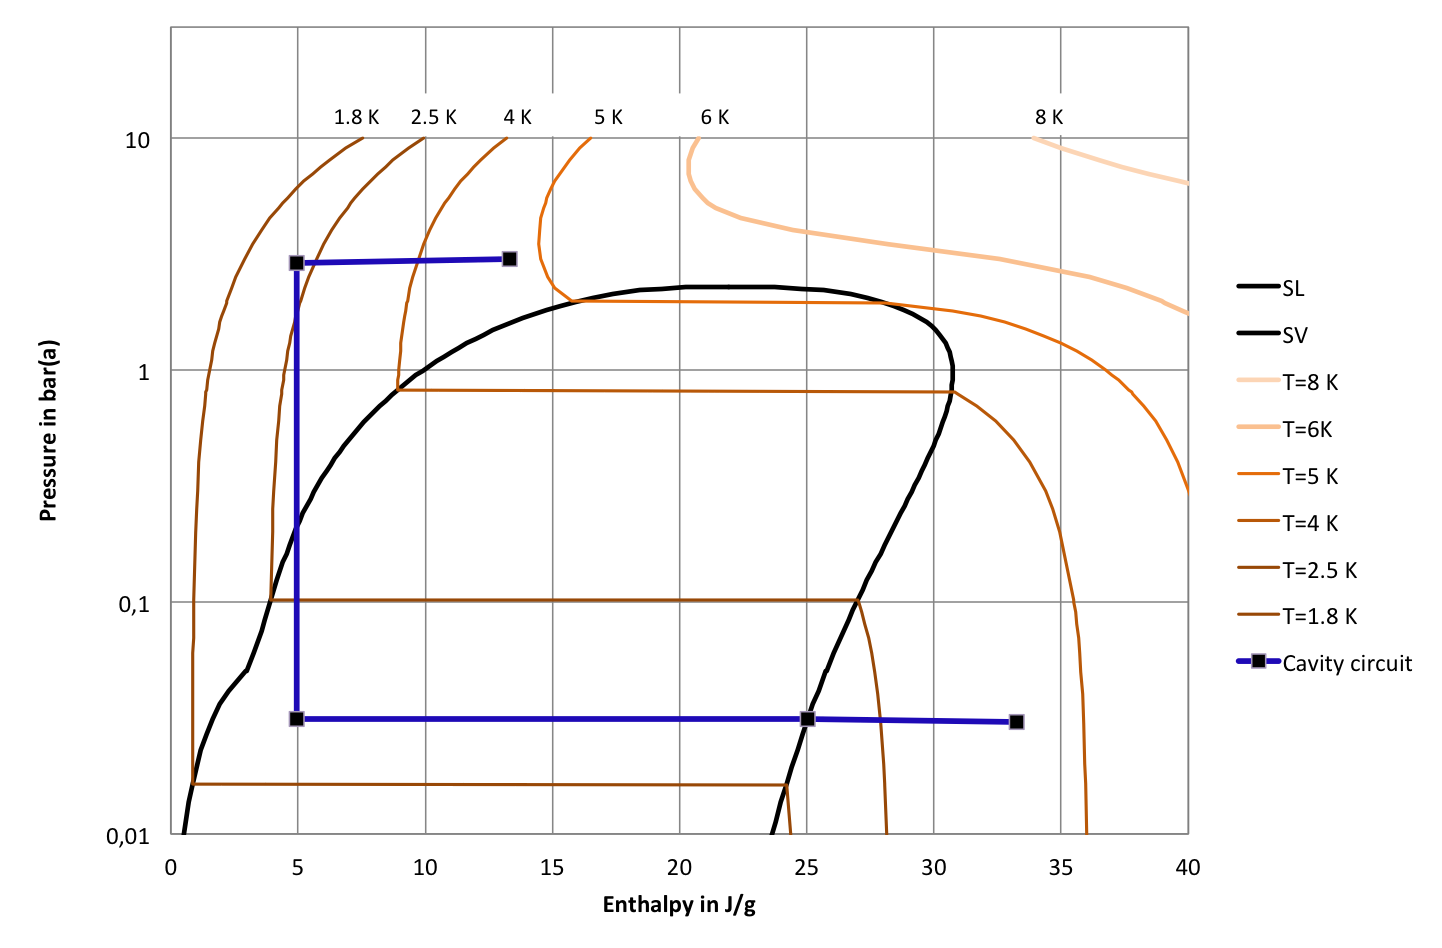 1.8 K 2.5 K 4 K 5 K 6 K 8 K
10
1
0,1
0,01
Pressure in bar(a)
0 5 10 15 20 25 30 35 40
Enthalpy in J/g
SL
SV
T=8 K
T=6K
T=5 K
T=4 K
T=2.5 K
T=1.8 K
Cavity circuit